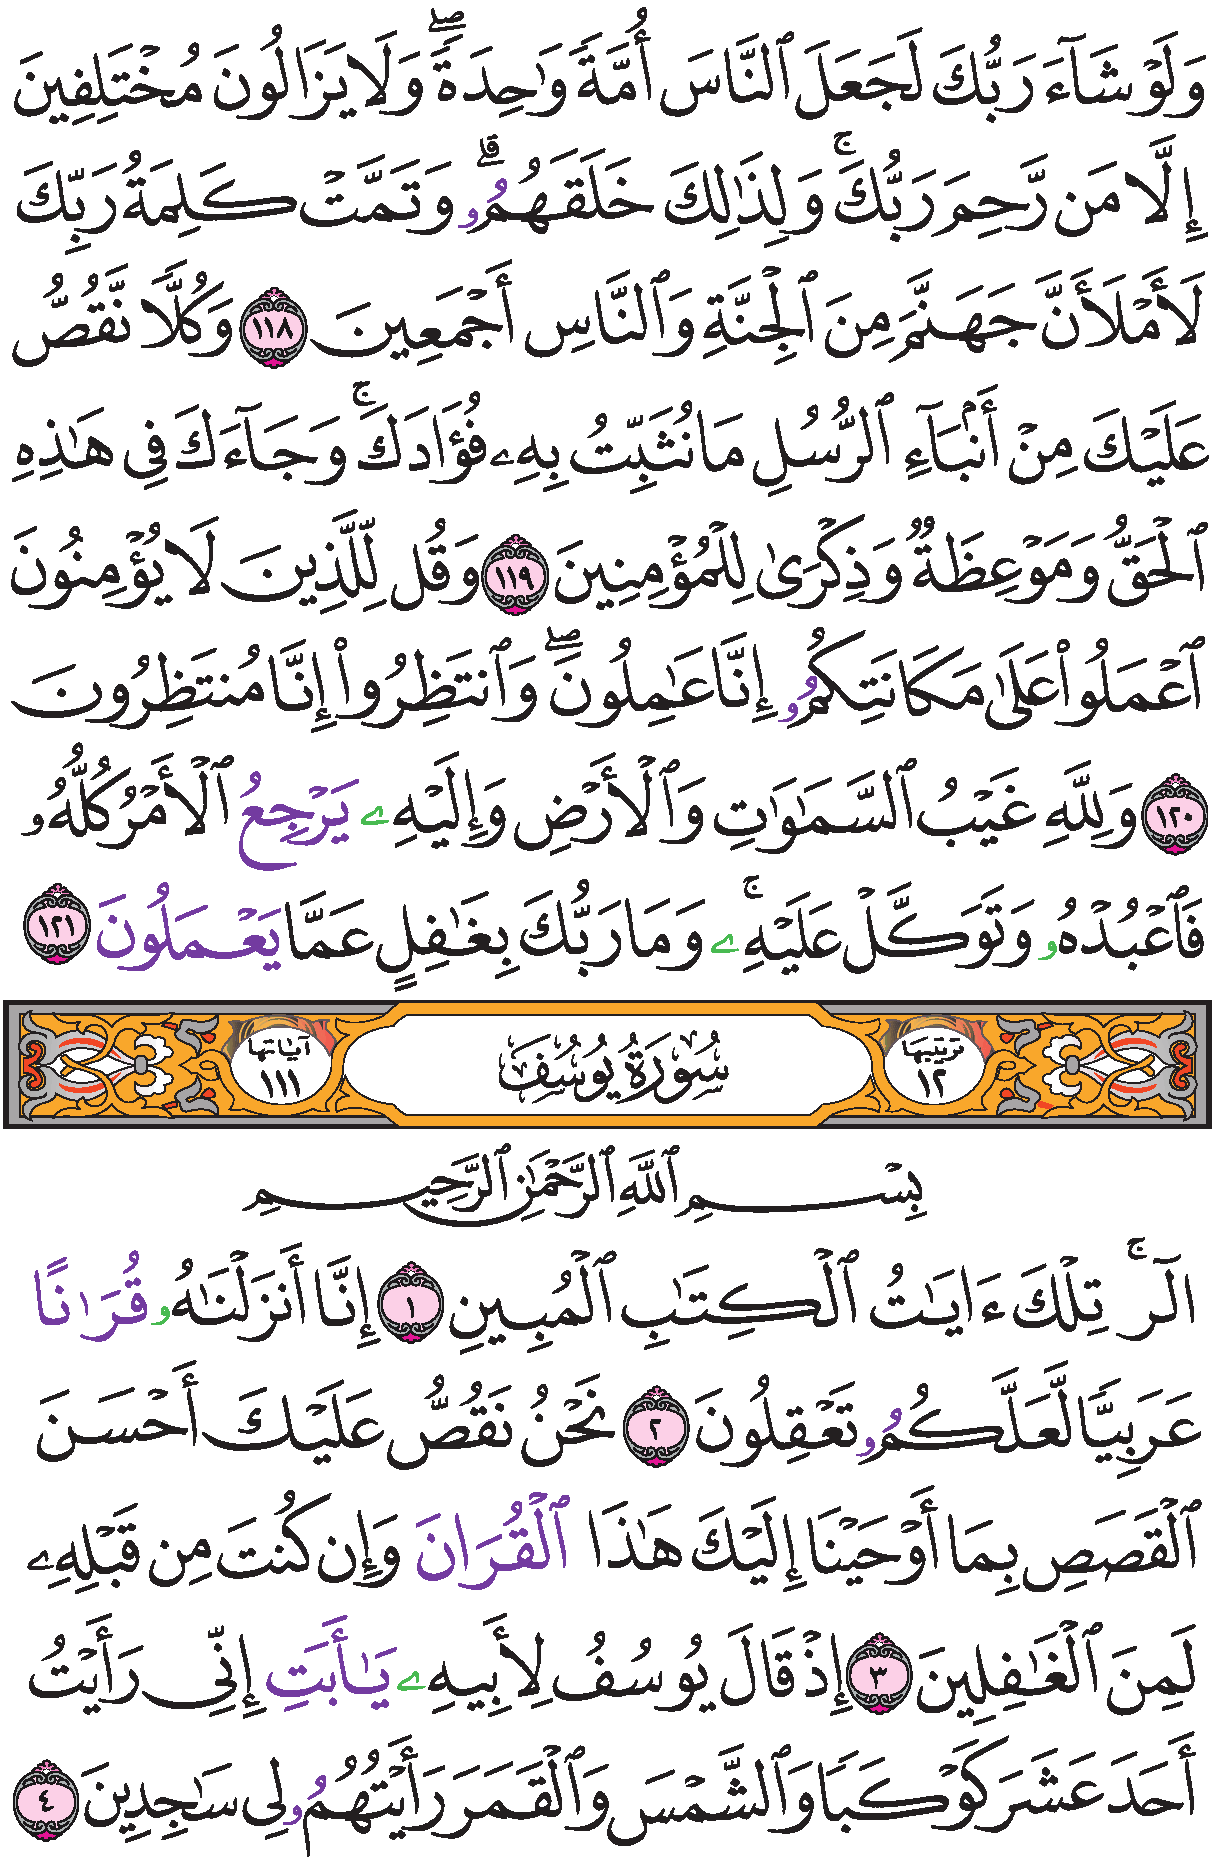 وَلَوۡ شَآءَ رَبُّكَ لَجَعَلَ ٱلنَّاسَ أُمَّةٗ وَٰحِدَةٗۖ وَلَا يَزَالُونَ مُخۡتَلِفِينَ
إِلَّا مَن رَّحِمَ رَبُّكَۚ وَلِذَٰلِكَ خَلَقَهُمُۥۗ وَتَمَّتۡ كَلِمَةُ رَبِّكَ
لَأَمۡلَأَنَّ جَهَنَّمَ مِنَ ٱلۡجِنَّةِ وَٱلنَّاسِ أَجۡمَعِينَ ١١٨ وَكُلّٗا نَّقُصُّ
عَلَيۡكَ مِنۡ أَنۢبَآءِ ٱلرُّسُلِ مَا نُثَبِّتُ بِهِۦ فُؤَادَكَۚ وَجَآءَكَ فِي هَٰذِهِ
ٱلۡحَقُّ وَمَوۡعِظَةٞ وَذِكۡرَىٰ لِلۡمُؤۡمِنِينَ ١١٩ وَقُل لِّلَّذِينَ لَا يُؤۡمِنُونَ
ٱعۡمَلُواْ عَلَىٰ مَكَانَتِكُمُۥ إِنَّا عَٰمِلُونَۖ وَٱنتَظِرُوٓاْ إِنَّا مُنتَظِرُونَ
١٢٠ وَلِلَّهِ غَيۡبُ ٱلسَّمَٰوَٰتِ وَٱلۡأَرۡضِ وَإِلَيۡهِۦ يَرۡجِعُ ٱلۡأَمۡرُ كُلُّهُۥ
فَٱعۡبُدۡهُۥ وَتَوَكَّلۡ عَلَيۡهِۦۚ وَمَا رَبُّكَ بِغَٰفِلٍ عَمَّا يَعۡمَلُونَ ١٢١
ترتيبها ١٢ سُورَةُ يُوسُفَ آياتها ١١١
بِسۡمِ ٱللَّهِ ٱلرَّحۡمَٰنِ ٱلرَّحِيمِ
الٓرۚ تِلۡكَ ءَايَٰتُ ٱلۡكِتَٰبِ ٱلۡمُبِينِ ١ إِنَّا أَنزَلۡنَٰهُۥ قُرَٰنًا
عَرَبِيّٗا لَّعَلَّكُمُۥ تَعۡقِلُونَ ٢ نَحۡنُ نَقُصُّ عَلَيۡكَ أَحۡسَنَ
ٱلۡقَصَصِ بِمَا أَوۡحَيۡنَا إِلَيۡكَ هَٰذَا ٱلۡقُرَانَ وَإِن كُنتَ مِن قَبۡلِهِۦ
لَمِنَ ٱلۡغَٰفِلِينَ ٣ إِذۡ قَالَ يُوسُفُ لِأَبِيهِۦ يَٰأَبَتِ إِنِّي رَأَيۡتُ
أَحَدَ عَشَرَ كَوۡكَبٗا وَٱلشَّمۡسَ وَٱلۡقَمَرَ رَأَيۡتُهُمُۥ لِي سَٰجِدِينَ ٤